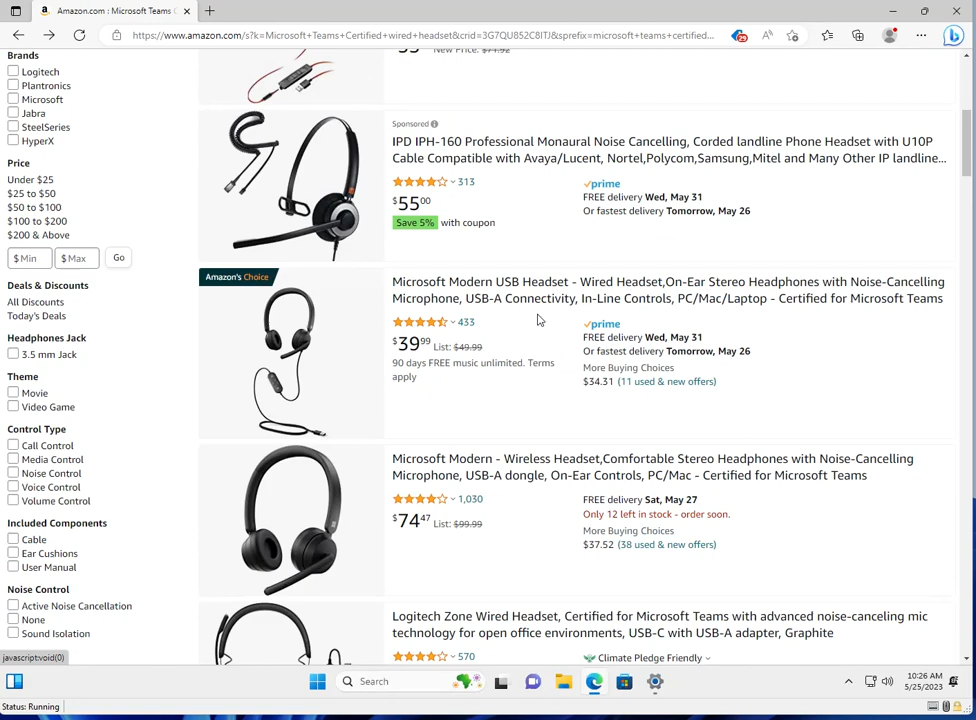 Amazon.com : Microsoft Teams C
https://www.amazon.com/s?k=Microsoft+Teams+Certified+wired+headset&crid=3G7QU852C8ITJ&sprefix=microsoft+teams+certified...
29
Brands
Logitech
Plantronics
Microsoft
Jabra
SteelSeries
HyperX
Price
Under $25
$25 to $50
$50 to $100
$100 to $200
$200 & Above
$ Min
$ Max
Go
Deals & Discounts
All Discounts
Today's Deals
Headphones Jack
3.5 mm Jack
Theme
Movie
Video Game
Control Type
Call Control
Media Control
Noise Control
Voice Control
Volume Control
Included Components
Cable
Ear Cushions
User Manual
Noise Control
Active Noise Cancellation
None
Sound Isolation
javascript:void(0)
New Price: $71.92
Sponsored
IPD IPH-160 Professional Monaural Noise Cancelling, Corded landline Phone Headset with U10P
Cable Compatible with Avaya/Lucent, Nortel,Polycom,Samsung,Mitel and Many Other IP landline...
313
$55 00
Save 5% with coupon
prime
FREE delivery Wed, May 31
Or fastest delivery Tomorrow, May 26
Amazon's Choice
Microsoft Modern USB Headset - Wired Headset,On-Ear Stereo Headphones with Noise-Cancelling
Microphone, USB-A Connectivity, In-Line Controls, PC/Mac/Laptop - Certified for Microsoft Teams
433
$39 99 List: $49.99
90 days FREE music unlimited. Terms
apply
prime
FREE delivery Wed, May 31
Or fastest delivery Tomorrow, May 26
More Buying Choices
$34.31 (11 used & new offers)
Microsoft Modern - Wireless Headset,Comfortable Stereo Headphones with Noise-Cancelling
Microphone, USB-A dongle, On-Ear Controls, PC/Mac - Certified for Microsoft Teams
1,030
$74 47 List: $99.99
FREE delivery Sat, May 27
Only 12 left in stock - order soon.
More Buying Choices
$37.52 (38 used & new offers)
Logitech Zone Wired Headset, Certified for Microsoft Teams with advanced noise-canceling mic
technology for open office environments, USB-C with USB-A adapter, Graphite
570
Climate Pledge Friendly
Search
10:26 AM
5/25/2023
Status: Running